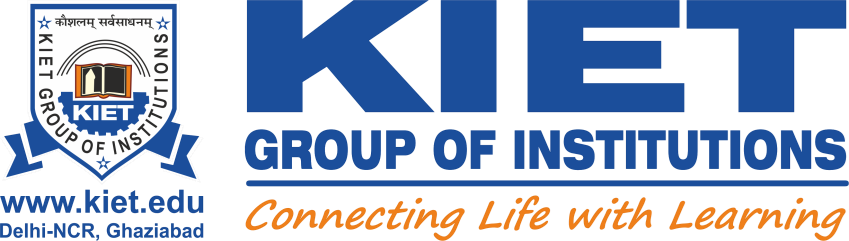 कौशलम् सर्वसाधनम्
KIET GROUP OF INSTITUTIONS
KIET
www.kiet.edu
Delhi-NCR, Ghaziabad
KIET
GROUP OF INSTITUTIONS
Connecting Life with Learning